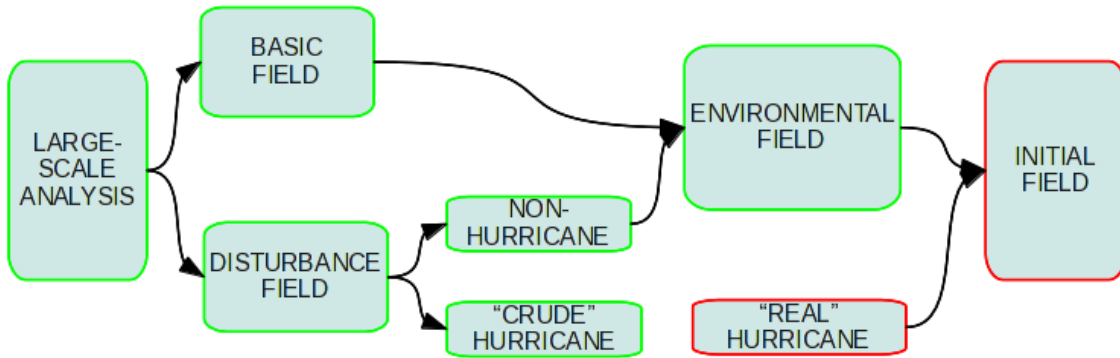 LARGE-
SCALE
ANALYSIS
BASIC
FIELD
DISTURBANCE
FIELD
NON-
HURRICANE
“CRUDE”
HURRICANE
ENVIRONMENTAL
FIELD
“REAL”
HURRICANE
INITIAL
FIELD